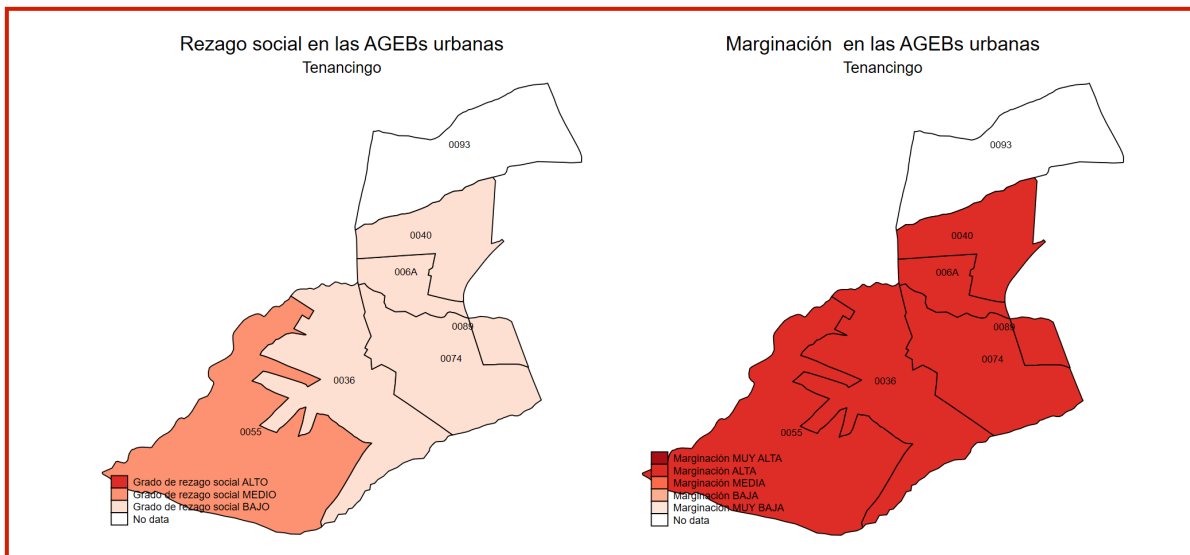 Rezago social en las AGEBs urbanas
Tenancingo
0093
0040
006A
0089
0074
0036
0055
Grado de rezago social ALTO
Grado de rezago social MEDIO
Grado de rezago social BAJO
No data
Marginación  en las AGEBs urbanas
Tenancingo
0093
0040
006A
0089
0074
0036
0055
Marginación MUY ALTA
Marginación ALTA
Marginación MEDIA
Marginación BAJA
Marginación MUY BAJA
No data